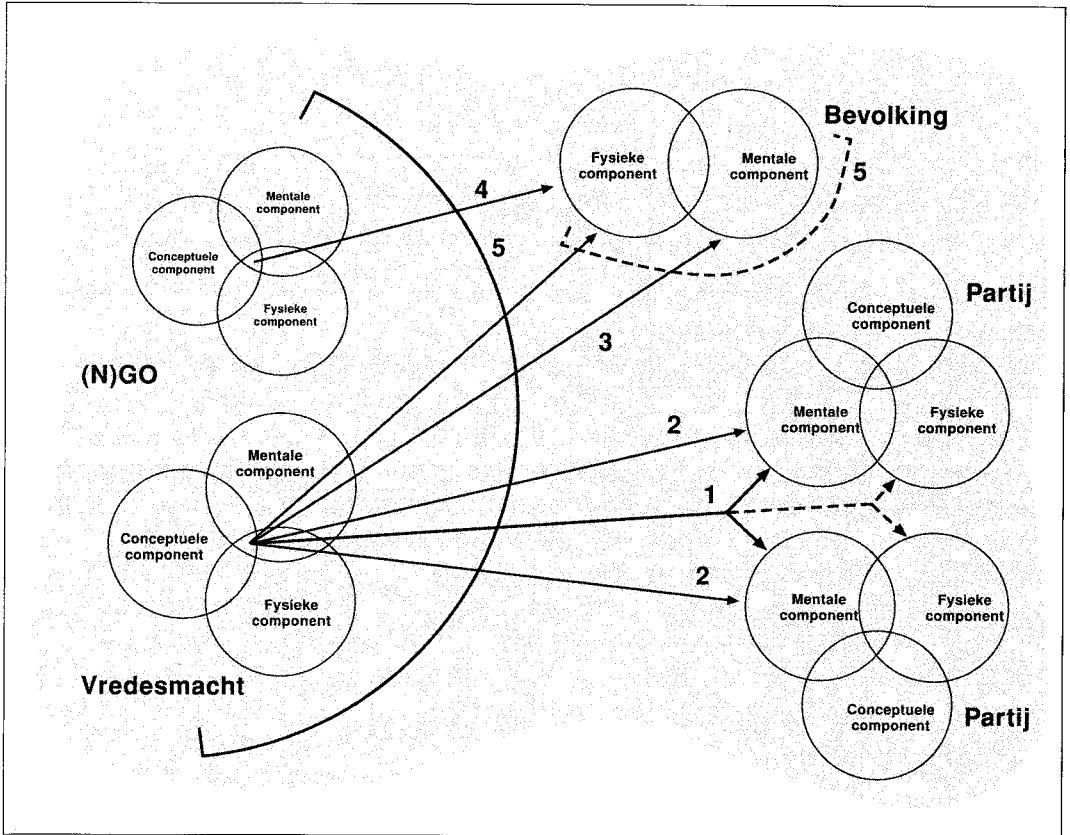 Bevolking
Fysieke
component
Mentale
component
5
4
5
Mentale
component
Conceptuele
component
Fysieke
component
(N)GO
3
Partij
Conceptuele
component
2
Mentale
component
Fysieke
component
1
Mentale
component
Conceptuele
component
Fysieke
component
Vredesmacht
2
Mentale
component
Fysieke
component
Conceptuele
component
Partij